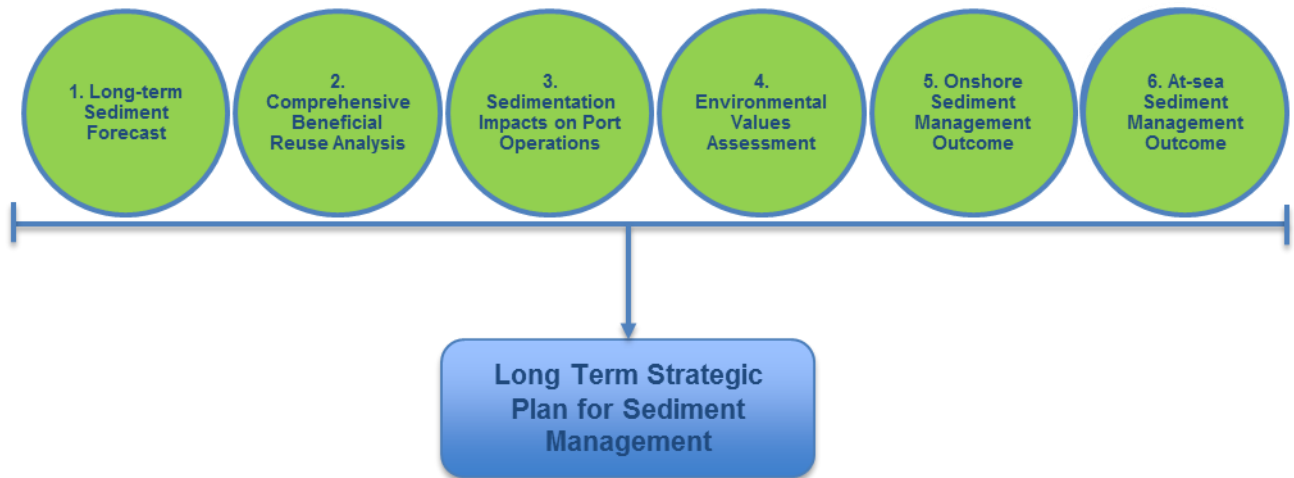 1. Long-term
Sediment
Forecast
2.
Comprehensive
Beneficial
Reuse Analysis
3.
Sedimentation
Impacts on Port
Operations
4.
Environmental
Values
Assessment
5. Onshore
Sediment
Management
Outcome
6. At-sea
Sediment
Management
Outcome
Long Term Strategic
Plan for Sediment
Management